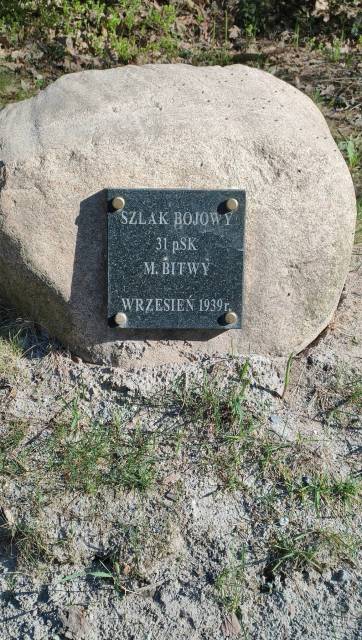 SZLAK BOJOWY
31 pSK
M. BITWY
WRZESIEŃ 1939r.